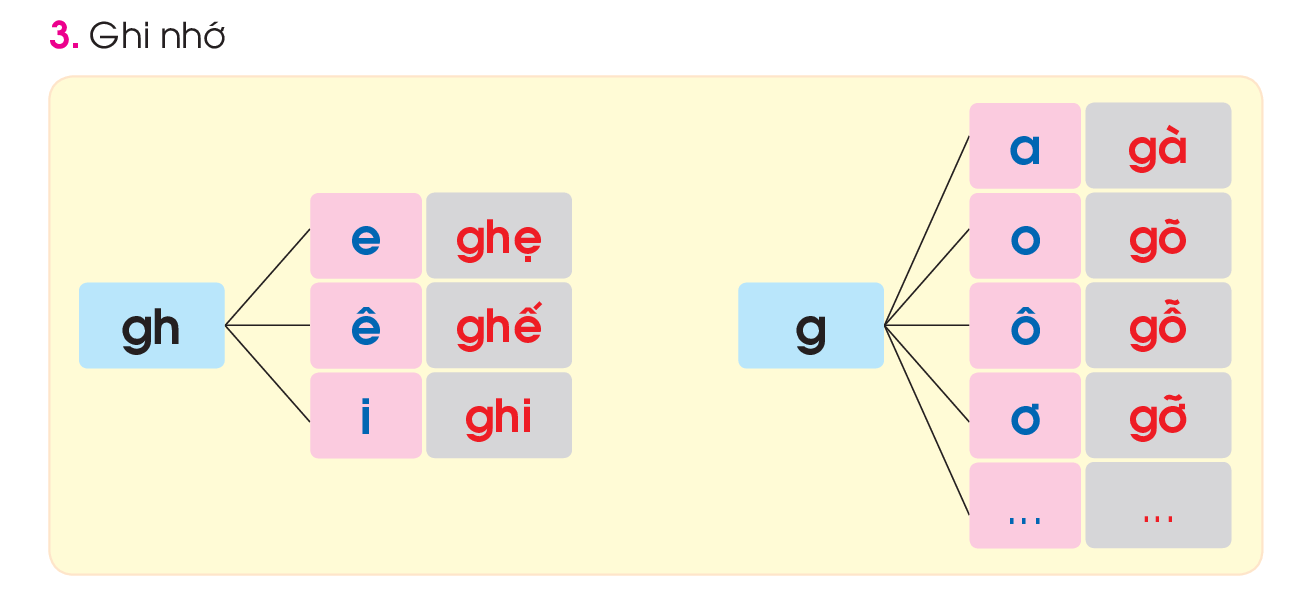 3. Ghi nhớ
gh
e ghẹ
ê ghế
i ghi
g
a gà
o gõ
ô gỗ
ơ gỡ
... ...